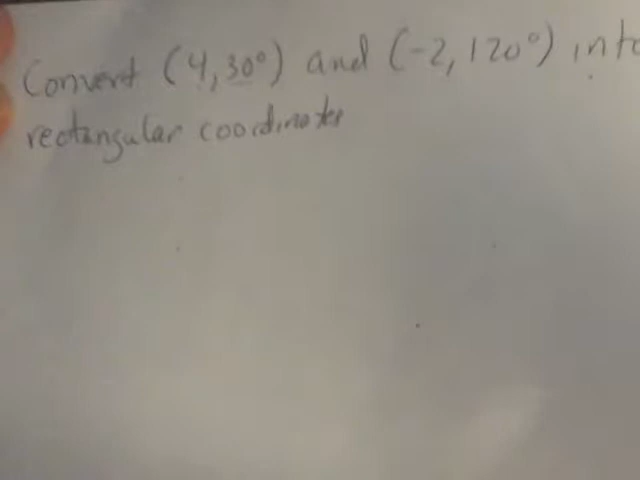 Convert (4, 30°) and (-2, 120°) into
rectangular coordinates